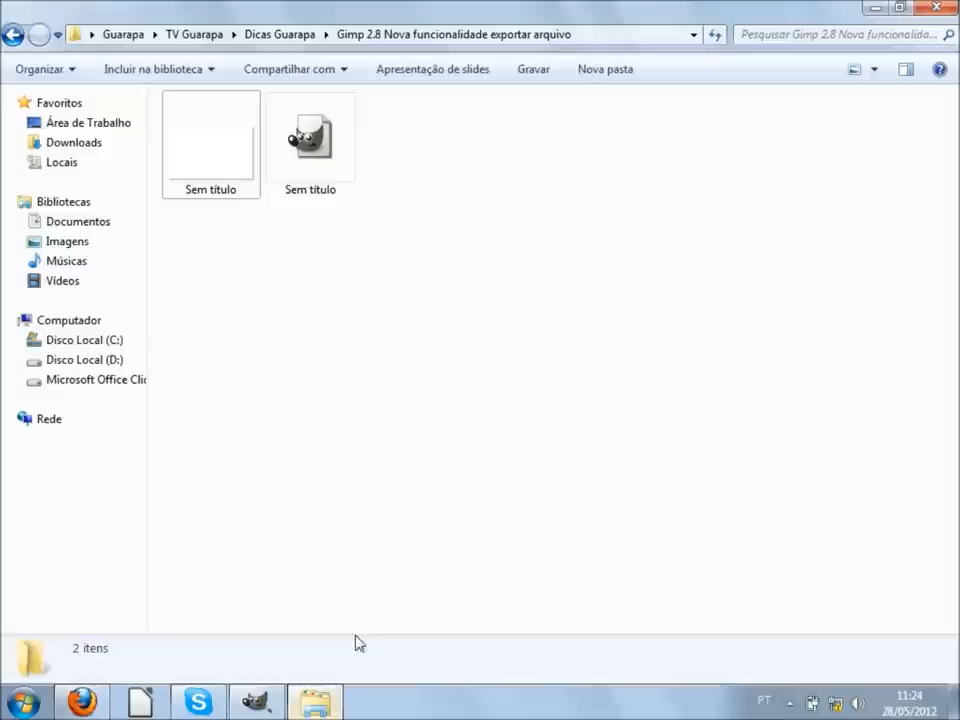 Guarapa TV Guarapa Dicas Guarapa Gimp 2.8 Nova funcionalidade exportar arquivo Pesquisar Gimp 2.8 Nova funcionalida...
Organizar Incluir na biblioteca Compartilhar com Apresentação de slides Gravar Nova pasta
Favoritos
Área de Trabalho
Downloads
Locais
Bibliotecas
Documentos
Imagens
Músicas
Vídeos
Computador
Disco Local (C:)
Disco Local (D:)
Microsoft Office Clic
Rede
Sem título Sem título
2 itens
PT 11:24
28/05/2012